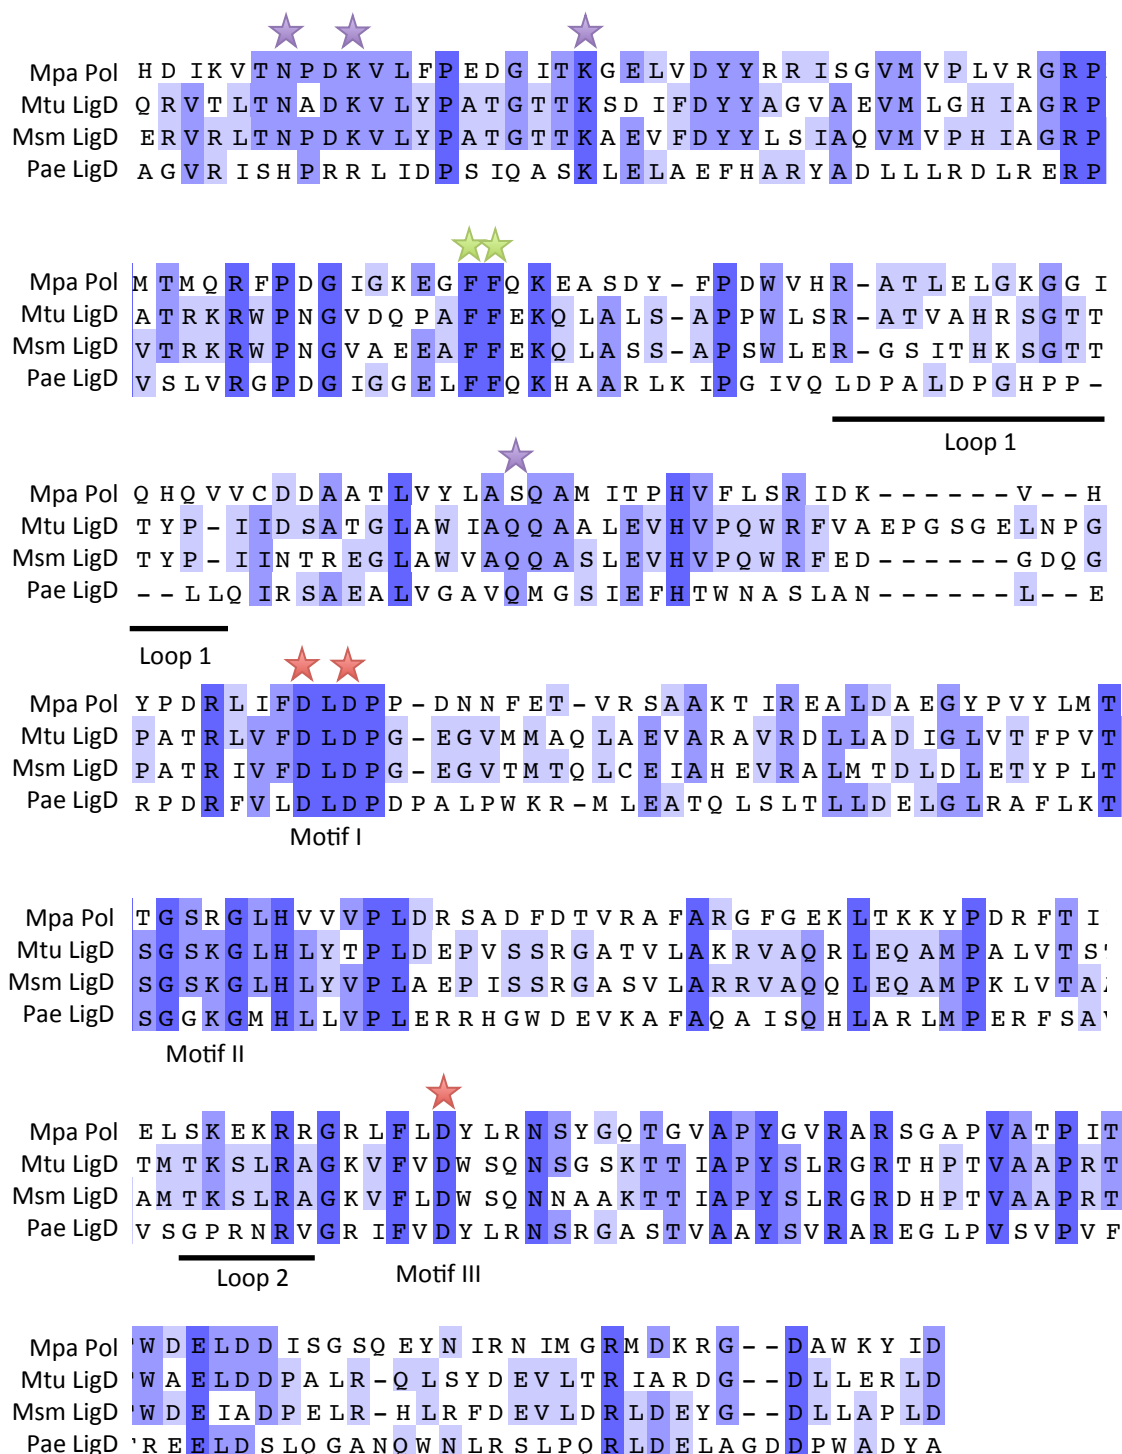 Mpa Pol HDIKVTNPDKVLFPEDGITKGELVDYYRRISGVMVPLVRGRP
Mtu LigD QRVTLTNADKVLYPATGTTKSDIFDYYAGVAEVMLGHIAGRP
Msm LigD ERVRLTNPDKVLYPATGTTKAEVFDYYLSIAQVMVPHIAGRP
Pae LigD AGVRISHPRRLIDPSIQASKLELAEFHARYADLLLRDLRERP
Mpa Pol MTMQRFPDGIGKEGFFQKEASDY-FPDWVHR-ATLELGKGGI
Mtu LigD ATRKRWPNGVDQPAFFEKQLALS-APPWLSR-ATVAHRSGTT
Msm LigD VTRKRWPNGVAEEAFFEKQLASS-APSWLER-GSITHKSGTT
Pae LigD VSLVRGPDGIGGELFFQKHAARLKIPGIVQLDPALDPGHPP-
Loop 1
Mpa Pol QHQVVCDDAATLVYLASQAMITPHVFLSRIDK------V--H
Mtu LigD TYP-IIDSATGLAWIAQQAALEVHVPQWRFVAEPGSGELNPG
Msm LigD TYP-IINTREGLAWVAQQASLEVHVPQWRFED------GDQG
Pae LigD --LLQIRSAEALVGAVQMGSIEFHTWNASLAN------L--E
Loop 1
Mpa Pol YPDRLIFDLDPP-DNNFET-VRSAAKTIREALDAEGYPVYLMT
Mtu LigD PATRLVFDLDPG-EGVMMAQLAEVARAVRDLLADIGLVTFPVT
Msm LigD PATRIVFDLDPG-EGVTMTQLCEIAHEVRALMTDLDLETYPLT
Pae LigD RPDRFVLDLDPDPALPWKR-MLEATQLSLTLLDELGLRAFLKT
Motif I
Mpa Pol TGSRGLHVVVPLDRSADFDTVRAFARGFGEKLTKKYPDRFTI
Mtu LigD SGSKGLHLYTPLDEPVSSRGATVLAKRVAQRLEQAMPALVTS
Msm LigD SGSKGLHLYVPLAEPISSRGASVLARRVAQQLEQAMPKLVTA
Pae LigD SGGKGMHLLVPLERRHGWDEVKAFAQAISQHLARLMPERFSA
Motif II
Mpa Pol ELSKEKRRGRLFLDYLRNSYGQTGVAPYGVRARSGAPVATPIT
Mtu LigD TMTKSLRAGKVFVDWSQNSGSKTTIAPYSLRGRTHPTVAAPRT
Msm LigD AMTKSLRAGKVFLDWSQNNAAKTTIAPYSLRGRDHPTVAAPRT
Pae LigD VSGPRNRVGRIFVDYLRNSRGASTVAAYSVRAREGLPVSVPVF
Loop 2 Motif III
Mpa Pol WDELDDISGSQEYNIRNIMGRMDKRG--DAWKYID
Mtu LigD WAELDDPALR-QLSYDEVLTRIARDG--DLLERLD
Msm LigD WDEIADPELR-HLRFDEVLDRLDEYG--DLLAPLD
Pae LigD REELDSLQGANQWNLRSLPQRLDELAGDDPWADYA